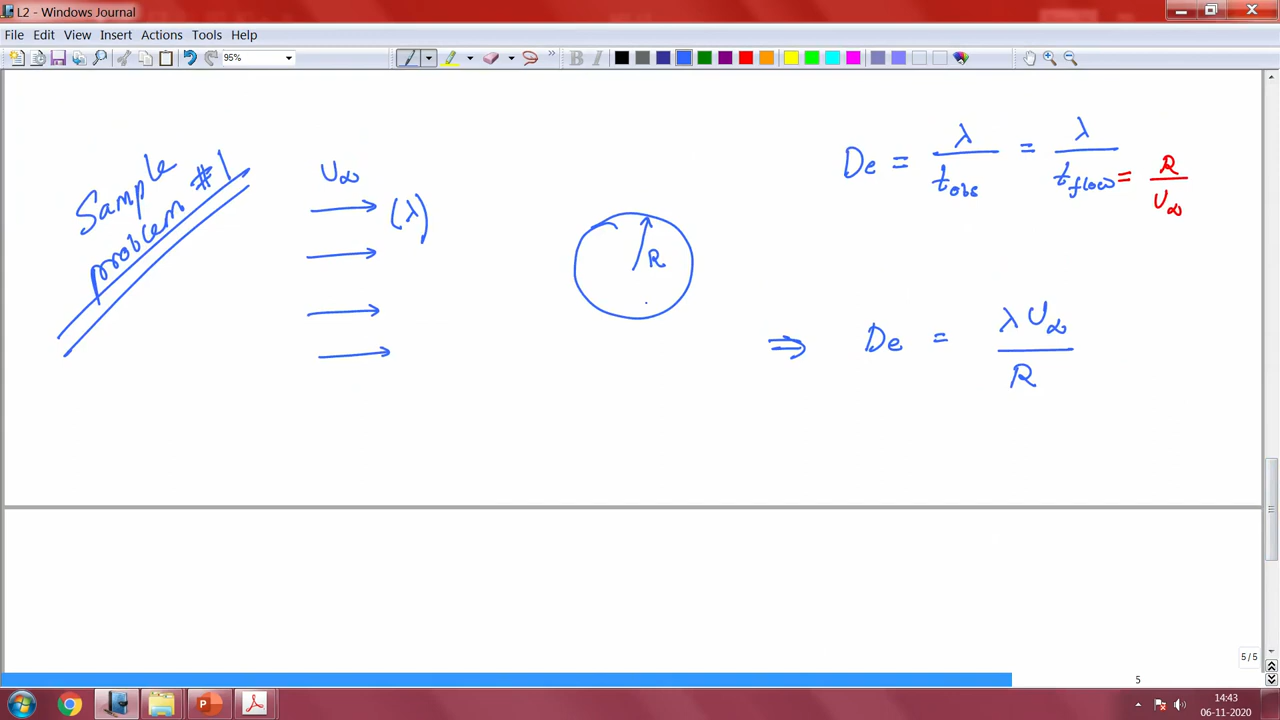 L2 - Windows Journal
File Edit View Insert Actions Tools Help
95%
B I
Sample
problem #1
U∞
(λ)
R
De = λ/t_obs = λ/t_flow = R/U∞
⇒ De = λU∞/R
5/5
5
14:43
06-11-2020